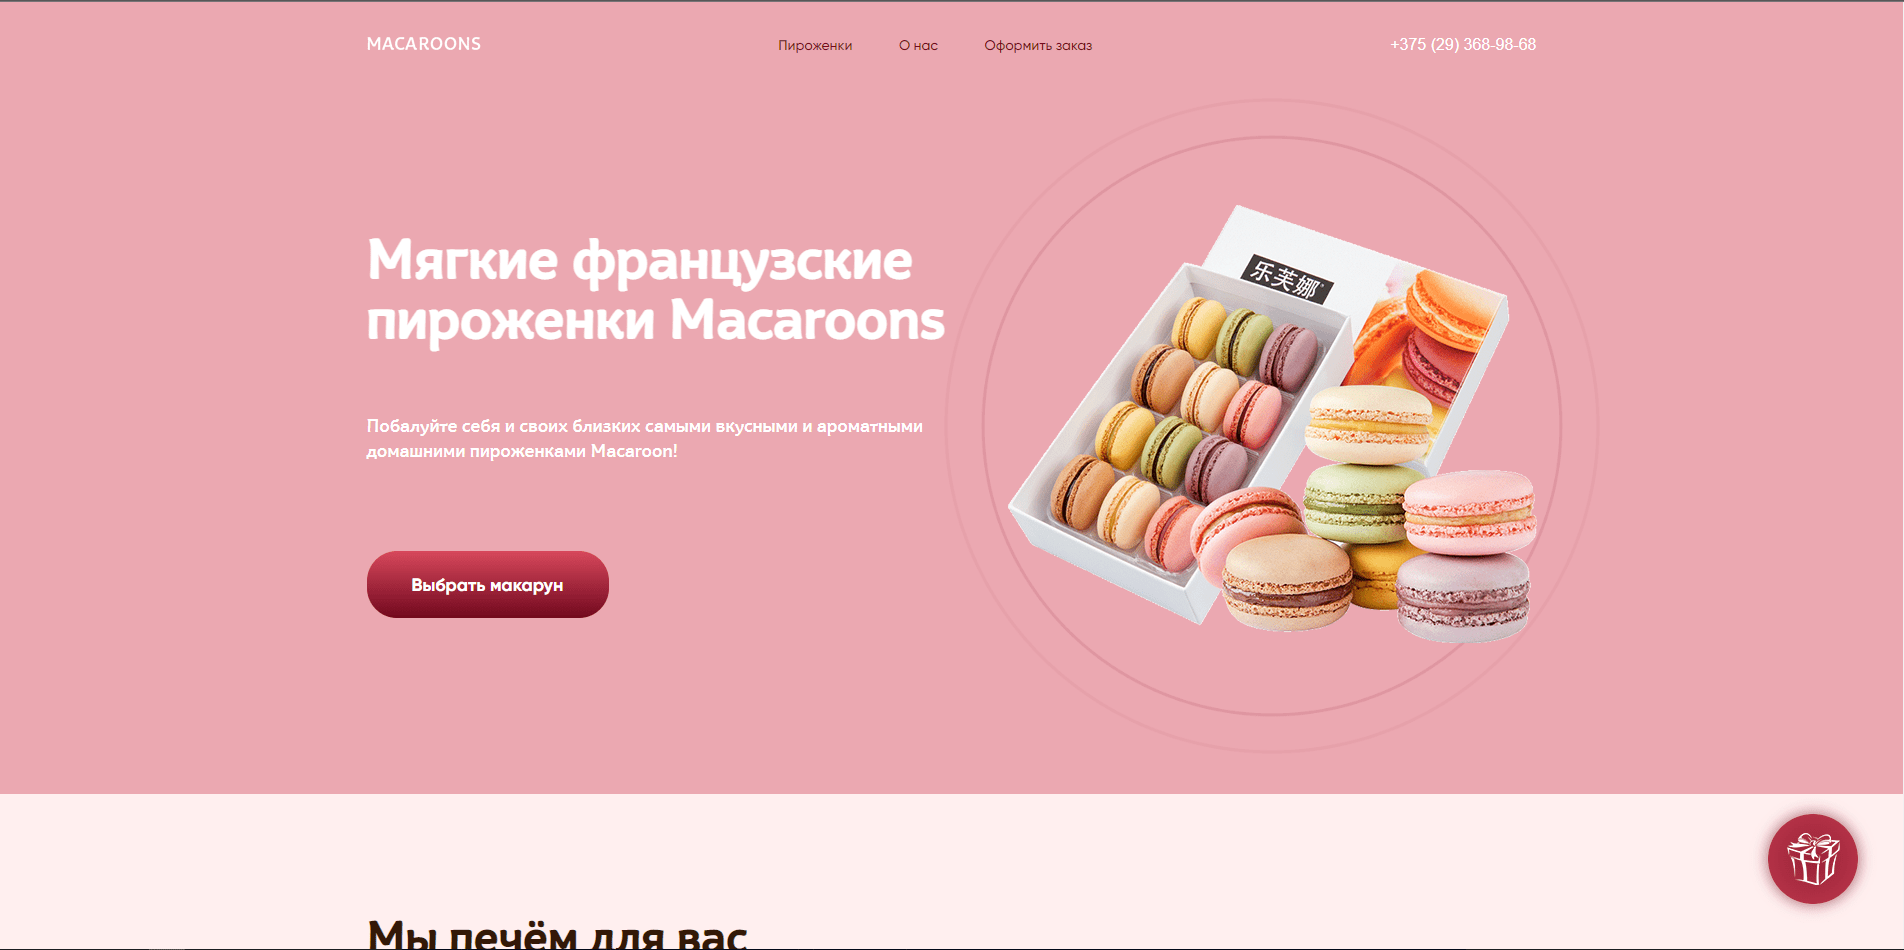 MACAROONS
Пироженки
О нас
Оформить заказ
+375 (29) 368-98-68
Мягкие французские
пироженки Macaroons
乐芙娜
Побалуйте себя и своих близких самыми вкусными и ароматными
домашними пироженками Macaroon!
Выбрать макарун
Мы печём для вас